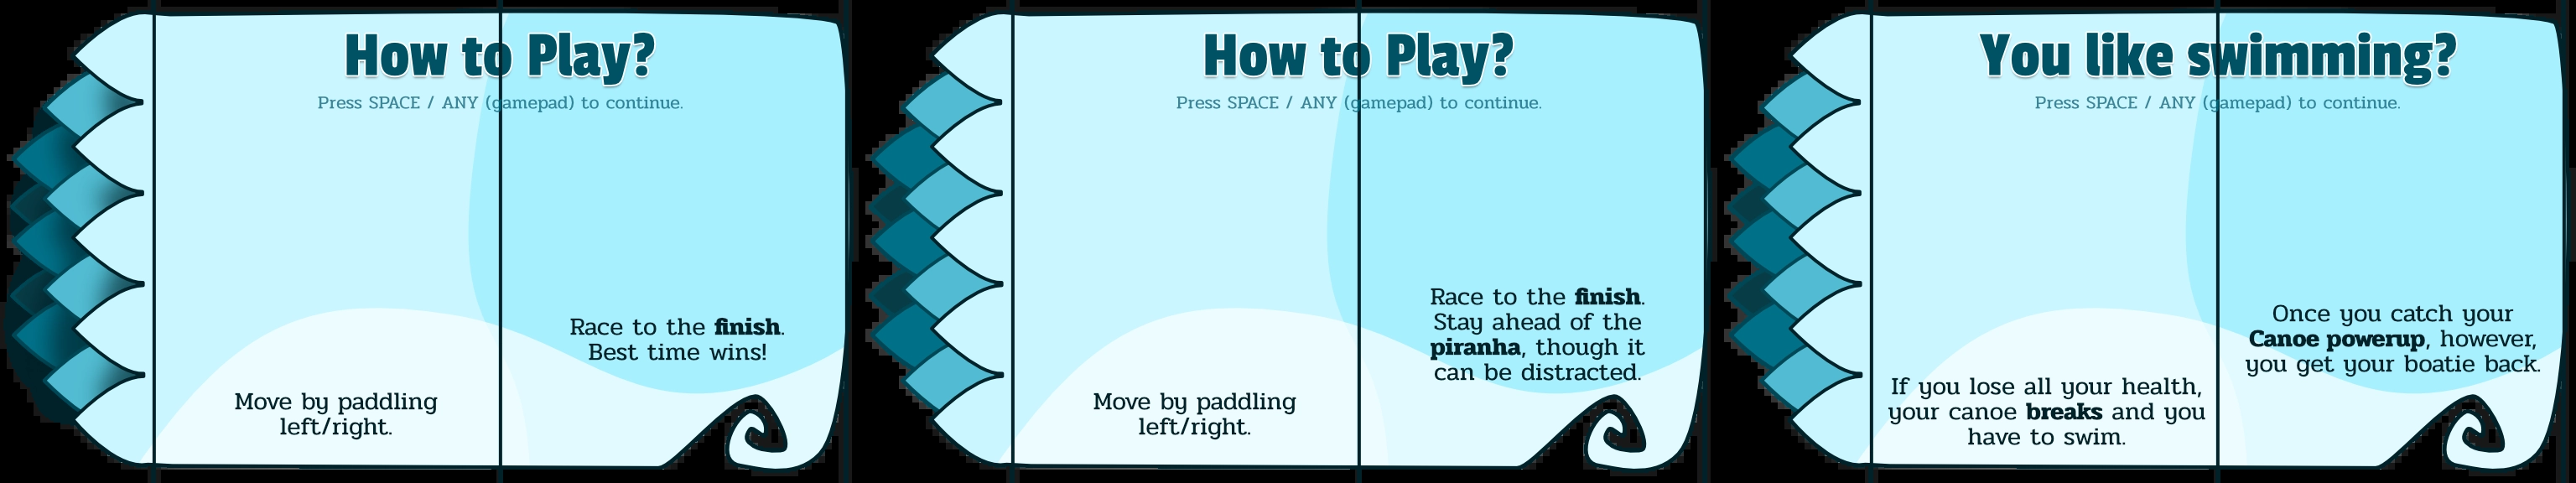 How to Play?
Press SPACE / ANY (gamepad) to continue.
Move by paddling
left/right.
Race to the finish.
Best time wins!
How to Play?
Press SPACE / ANY (gamepad) to continue.
Move by paddling
left/right.
Race to the finish.
Stay ahead of the
piranha, though it
can be distracted.
You like swimming?
Press SPACE / ANY (gamepad) to continue.
If you lose all your health,
your canoe breaks and you
have to swim.
Once you catch your
Canoe powerup, however,
you get your boatie back.